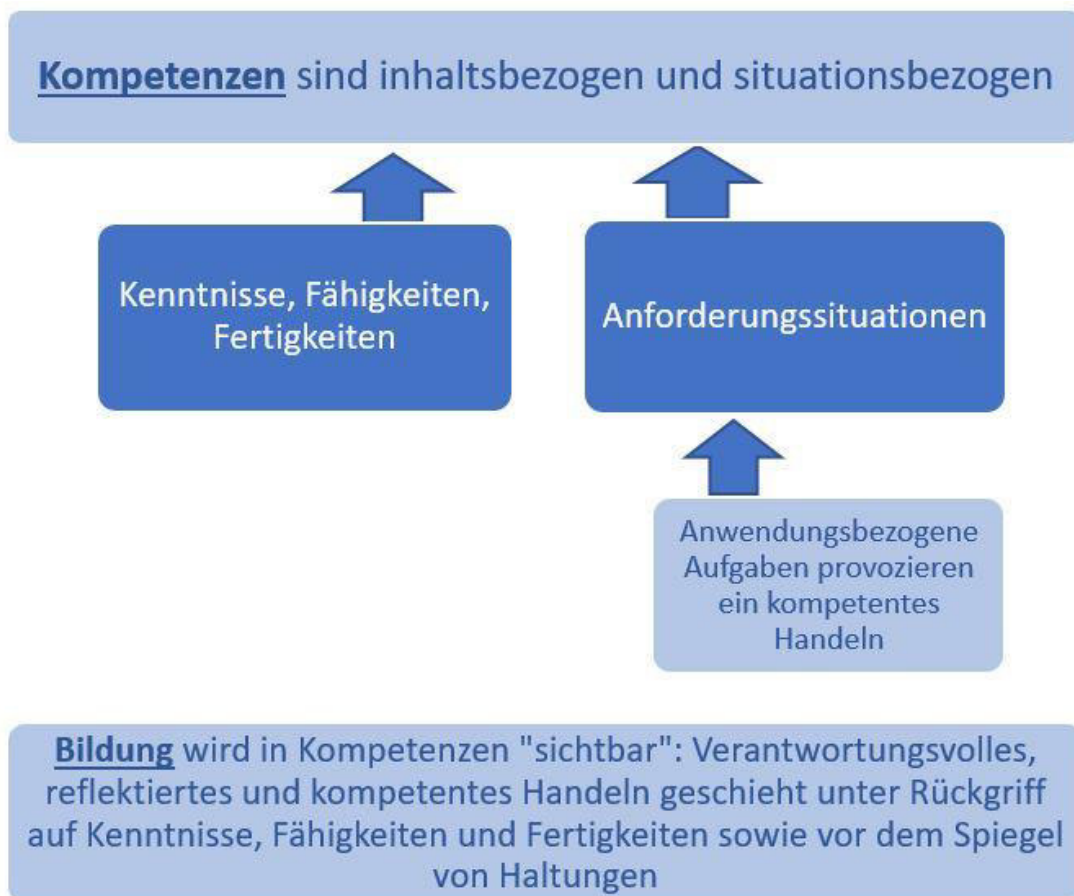 Kompetenzen sind inhaltsbezogen und situationsbezogen
Kenntnisse, Fähigkeiten,
Fertigkeiten
Anforderungssituationen
Anwendungsbezogene
Aufgaben provozieren
ein kompetentes
Handeln
Bildung wird in Kompetenzen "sichtbar": Verantwortungsvolles,
reflektiertes und kompetentes Handeln geschieht unter Rückgriff
auf Kenntnisse, Fähigkeiten und Fertigkeiten sowie vor dem Spiegel
von Haltungen